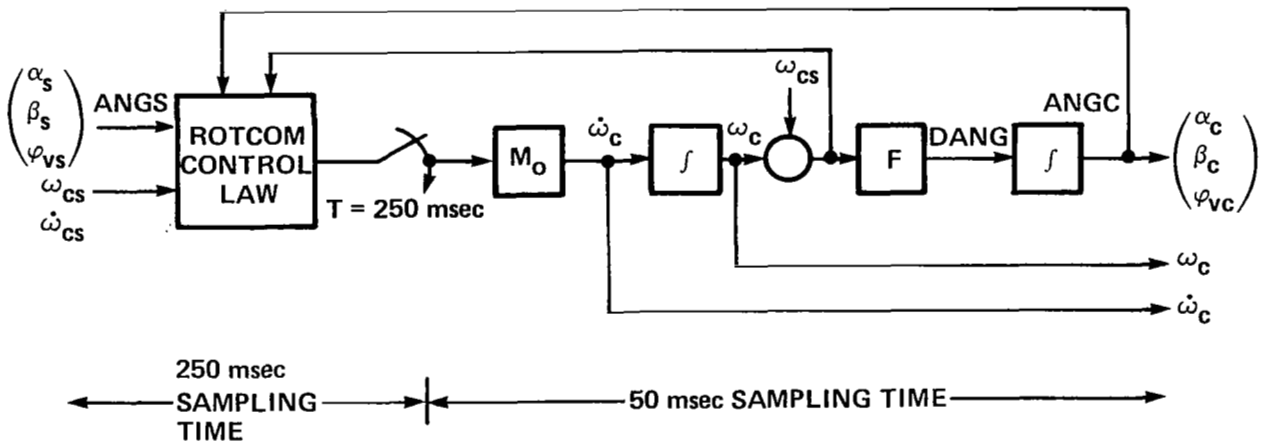 α_s
β_s
φ_vs
ANGS
ω_cs
ω̇_cs
ROTCOM
CONTROL
LAW
T = 250 msec
M_o
ω̇_c
∫
ω_c
ω_cs
F
DANG
∫
ANGC
α_c
β_c
φ_vc
ω_c
ω̇_c
250 msec
SAMPLING
TIME
50 msec SAMPLING TIME